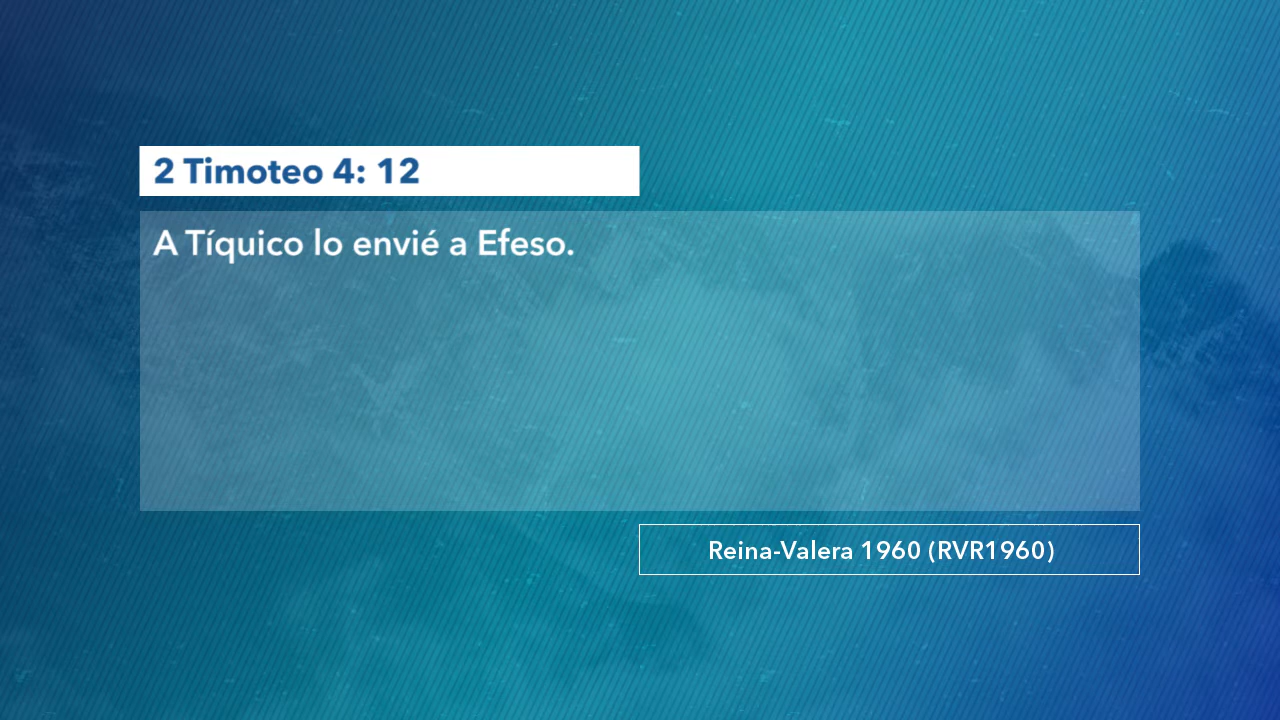 2 Timoteo 4: 12
A Tíquico lo envié a Efeso.
Reina-Valera 1960 (RVR1960)